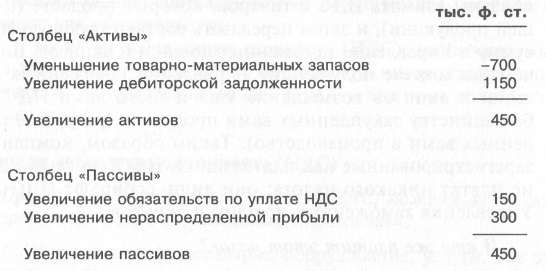 тыс. ф. ст.
Столбец «Активы»
Уменьшение товарно-материальных запасов –700
Увеличение дебиторской задолженности 1150
Увеличение активов 450
Столбец «Пассивы»
Увеличение обязательств по уплате НДС 150
Увеличение нераспределенной прибыли 300
Увеличение пассивов 450